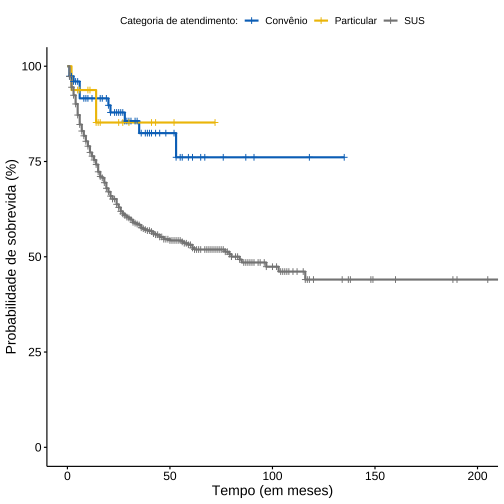 Categoria de atendimento: Convênio Particular SUS
100
75
50
25
0
Probabilidade de sobrevida (%)
0 50 100 150 200
Tempo (em meses)